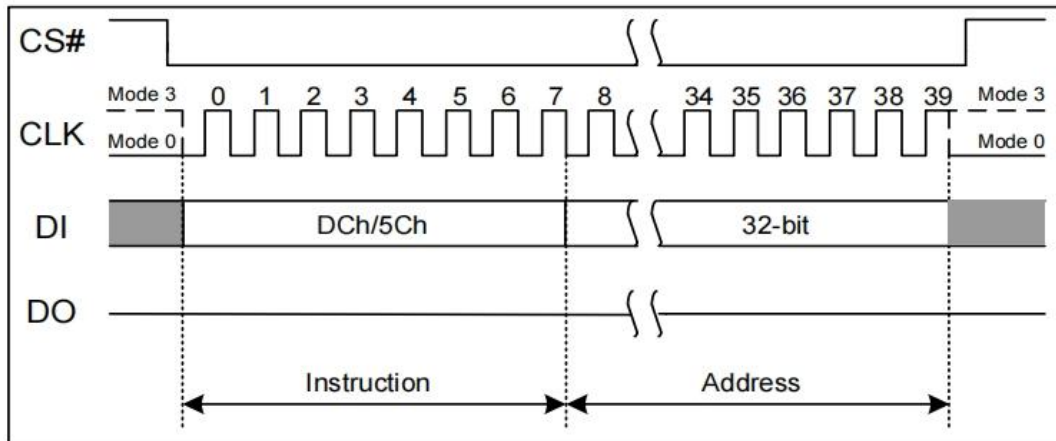 CS#
Mode 3 0 1 2 3 4 5 6 7 8 34 35 36 37 38 39 Mode 3
CLK
Mode 0 Mode 0
DI DCh/5Ch 32-bit
DO
Instruction Address